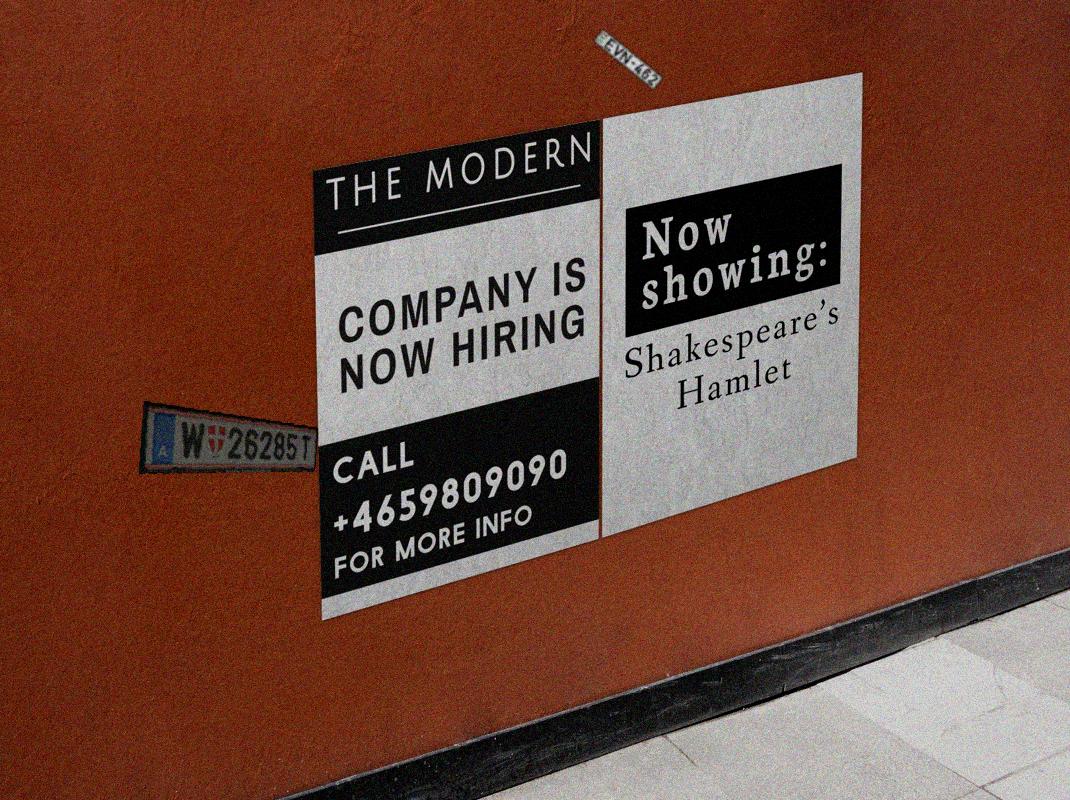 EVN-462
THE MODERN
COMPANY IS
NOW HIRING
CALL
+4659809090
FOR MORE INFO
Now
showing:
Shakespeare's
Hamlet
A
W 26285T